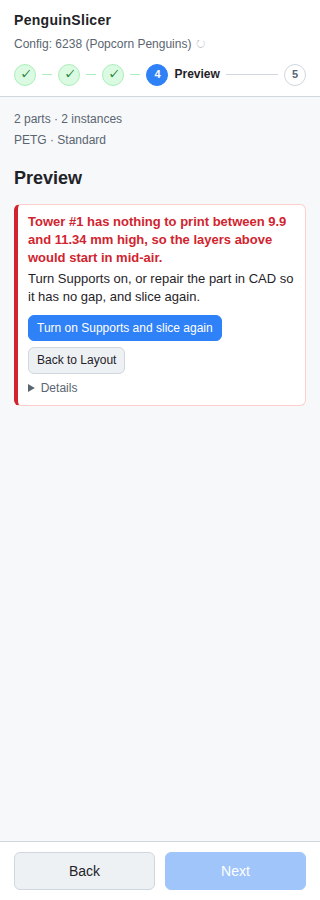 PenguinSlicer
Config: 6238 (Popcorn Penguins) ↻
✓ ✓ ✓ 4 Preview 5
2 parts · 2 instances
PETG · Standard
Preview
Tower #1 has nothing to print between 9.9
and 11.34 mm high, so the layers above
would start in mid-air.
Turn Supports on, or repair the part in CAD so
it has no gap, and slice again.
Turn on Supports and slice again
Back to Layout
▶ Details
Back Next